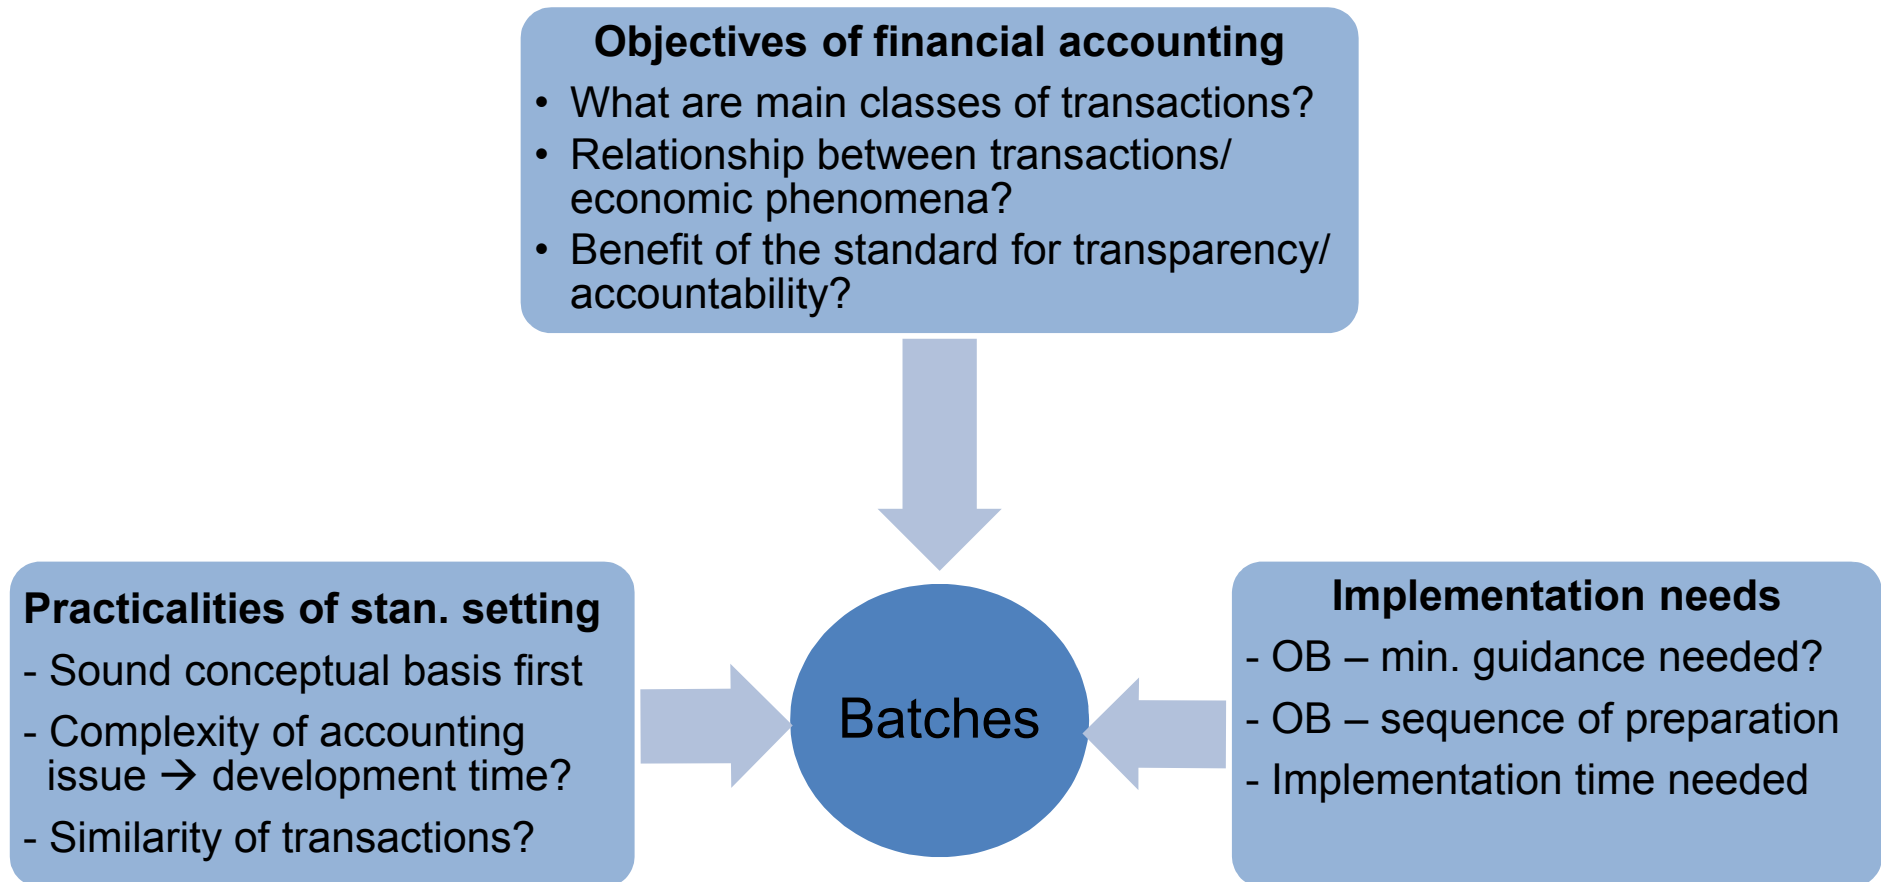 Objectives of financial accounting
• What are main classes of transactions?
• Relationship between transactions/
economic phenomena?
• Benefit of the standard for transparency/
accountability?
Practicalities of stan. setting
- Sound conceptual basis first
- Complexity of accounting
issue → development time?
- Similarity of transactions?
Batches
Implementation needs
- OB – min. guidance needed?
- OB – sequence of preparation
- Implementation time needed